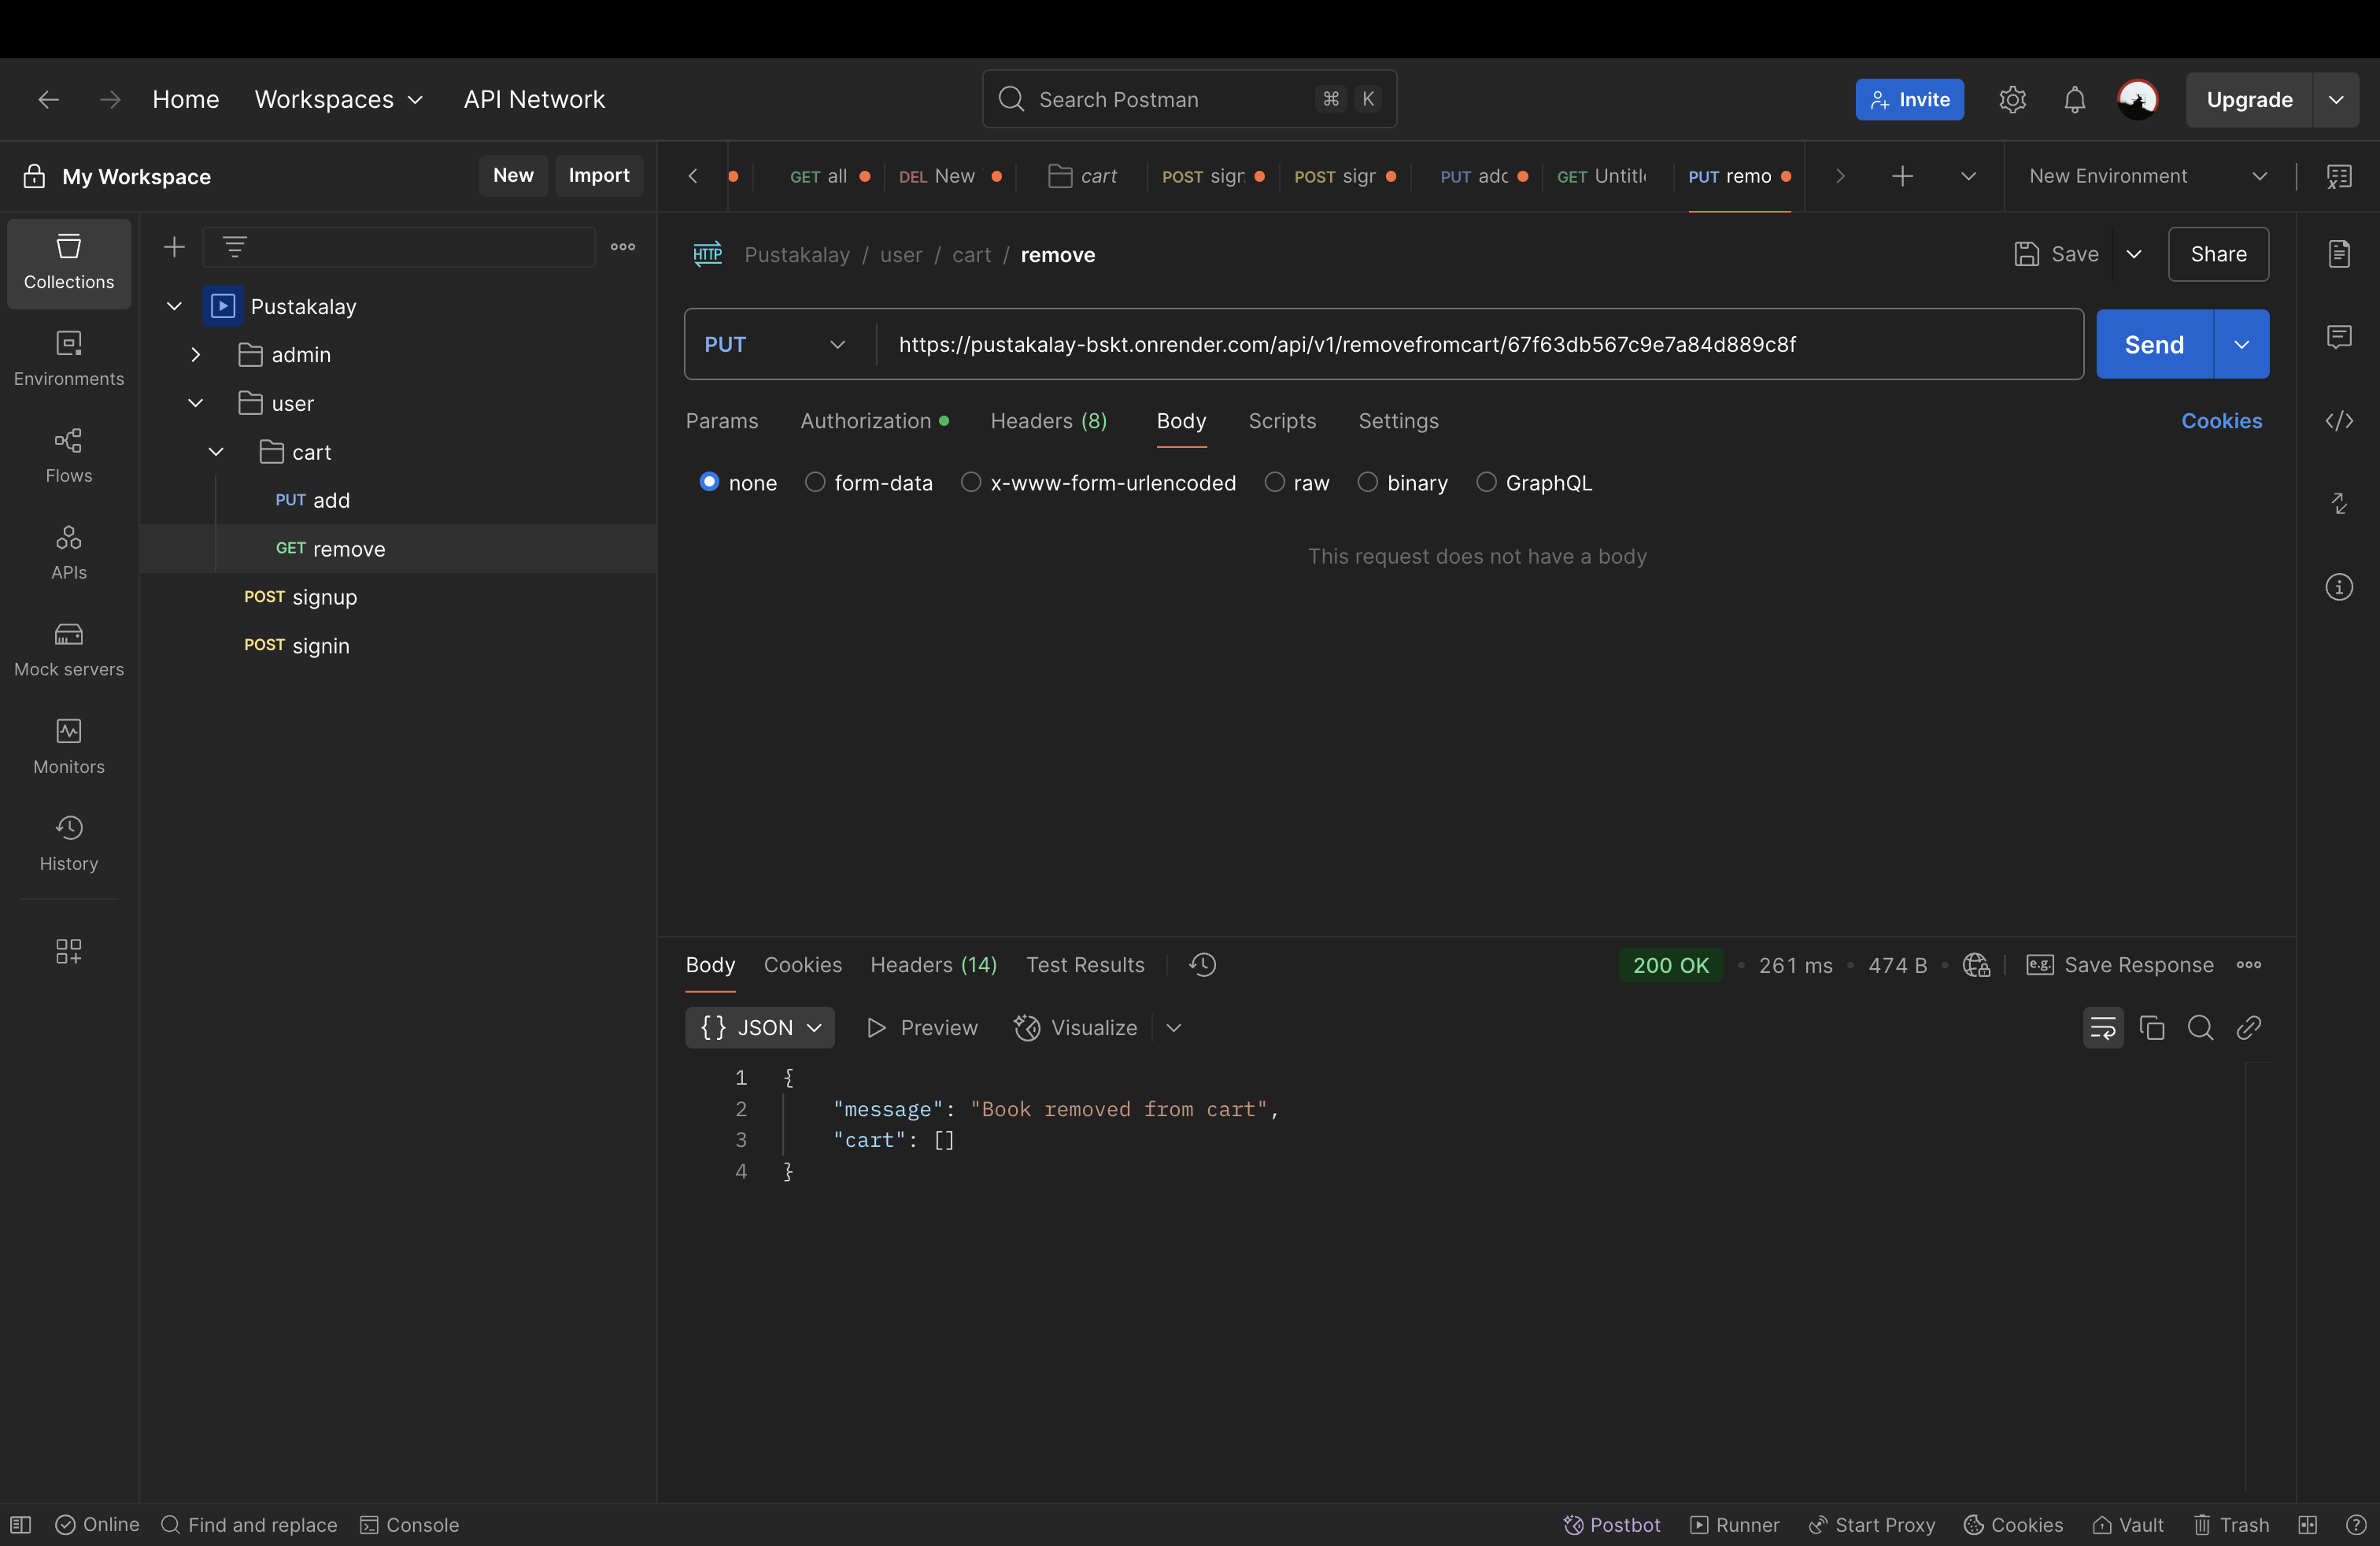 Home Workspaces API Network
Search Postman ⌘ K
Invite Upgrade
My Workspace New Import
GET all DEL New cart POST sign POST sign PUT add GET Untitle PUT remo
New Environment
Collections
Environments
Flows
APIs
Mock servers
Monitors
History
Pustakalay
admin
user
cart
PUT add
GET remove
POST signup
POST signin
HTTP Pustakalay / user / cart / remove
Save Share
PUT https://pustakalay-bskt.onrender.com/api/v1/removefromcart/67f63db567c9e7a84d889c8f Send
Params Authorization Headers (8) Body Scripts Settings Cookies
none form-data x-www-form-urlencoded raw binary GraphQL
This request does not have a body
Body Cookies Headers (14) Test Results
200 OK • 261 ms • 474 B • e.g. Save Response
{} JSON Preview Visualize
1 {
2 "message": "Book removed from cart",
3 "cart": []
4 }
Online Find and replace Console
Postbot Runner Start Proxy Cookies Vault Trash